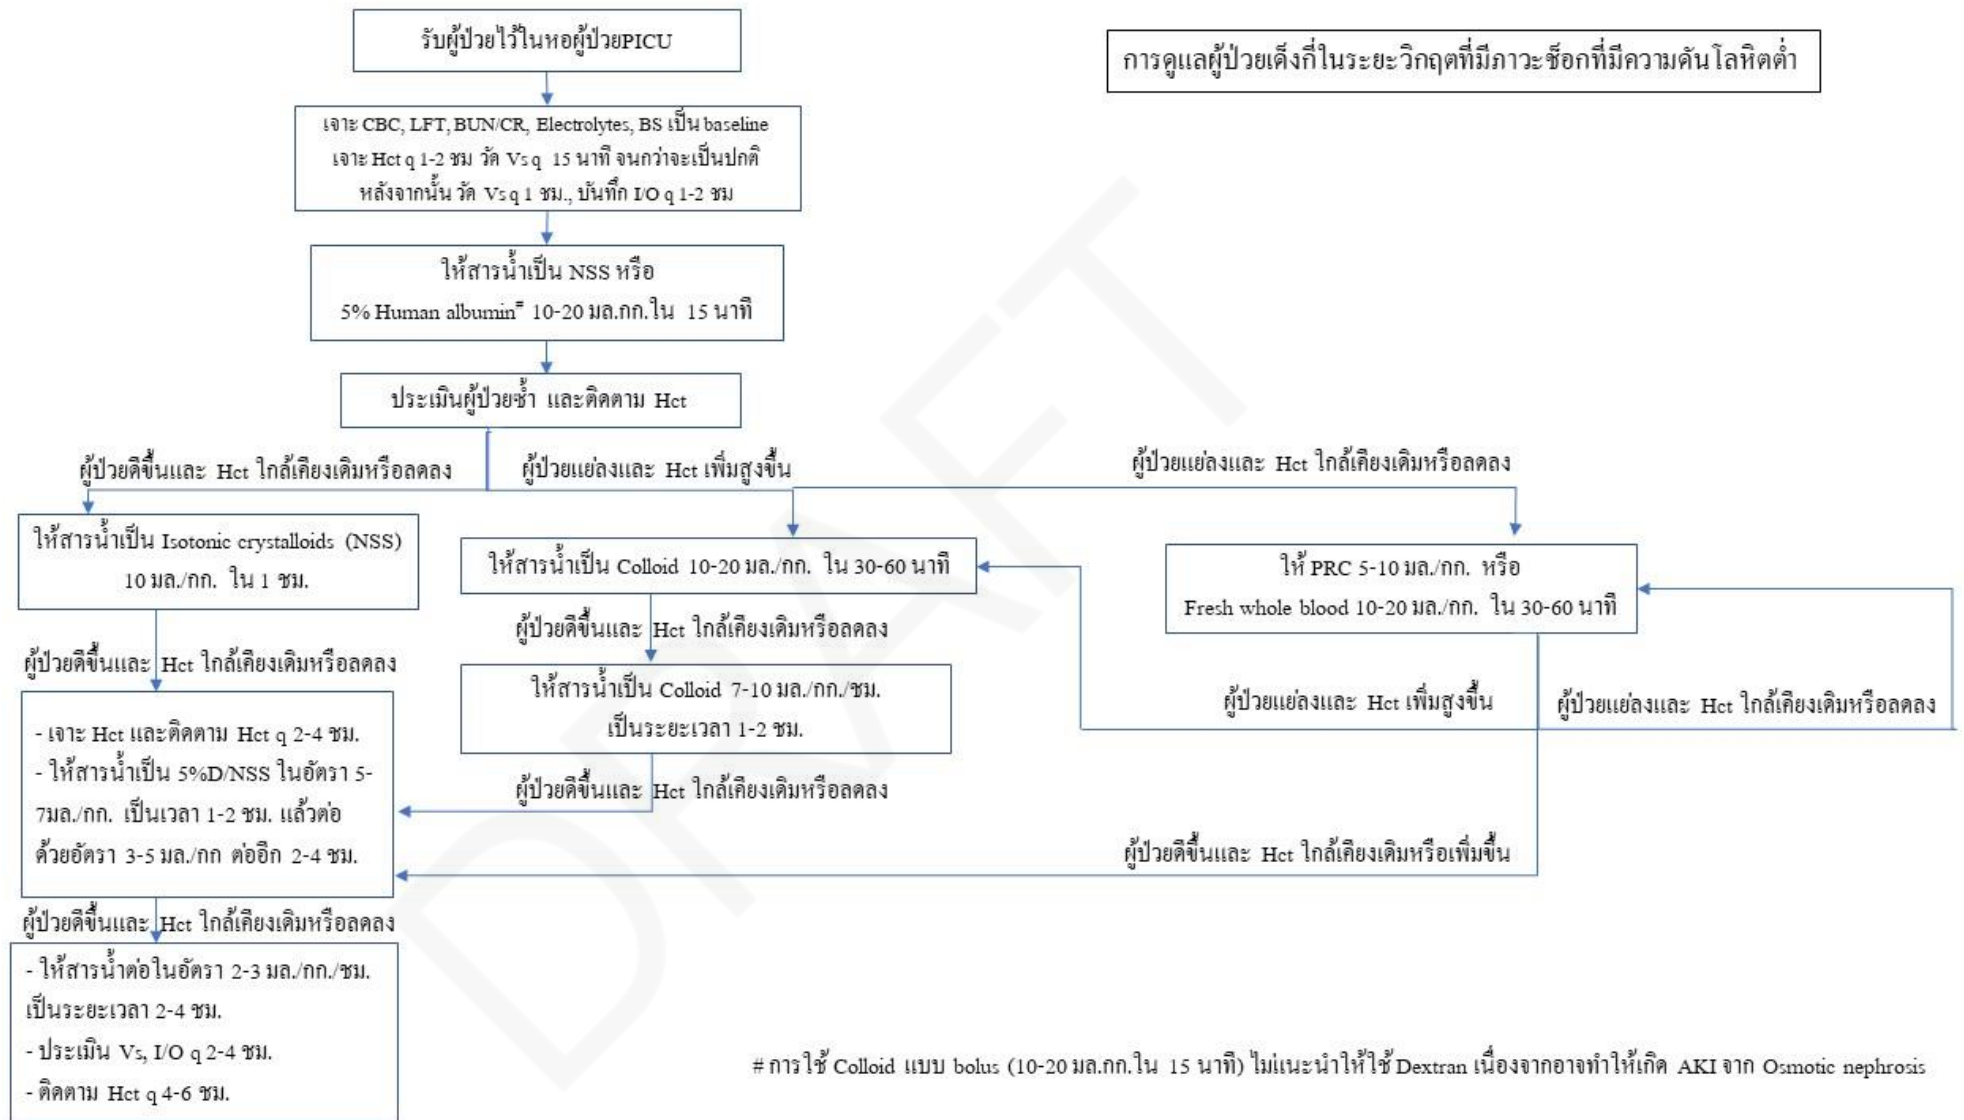 รับผู้ป่วยไว้ในหอผู้ป่วยPICU
การดูแลผู้ป่วยเด็งกี่ในระยะวิกฤตที่มีภาวะช็อกที่มีความดันโลหิตต่ำ
เจาะ CBC, LFT, BUN/CR, Electrolytes, BS เป็น baseline
เจาะ Hct q 1-2 ชม วัด Vs q 15 นาที จนกว่าจะเป็นปกติ
หลังจากนั้น วัด Vs q 1 ชม., บันทึก I/O q 1-2 ชม
ให้สารน้ำเป็น NSS หรือ
5% Human albumin# 10-20 มล.กก.ใน 15 นาที
ประเมินผู้ป่วยซ้ำ และติดตาม Hct
ผู้ป่วยดีขึ้นและ Hct ใกล้เคียงเดิมหรือลดลง
ผู้ป่วยแย่ลงและ Hct เพิ่มสูงขึ้น
ผู้ป่วยแย่ลงและ Hct ใกล้เคียงเดิมหรือลดลง
ให้สารน้ำเป็น Isotonic crystalloids (NSS)
10 มล./กก. ใน 1 ชม.
ให้สารน้ำเป็น Colloid 10-20 มล./กก. ใน 30-60 นาที
ให้ PRC 5-10 มล./กก. หรือ
Fresh whole blood 10-20 มล./กก. ใน 30-60 นาที
ผู้ป่วยดีขึ้นและ Hct ใกล้เคียงเดิมหรือลดลง
ผู้ป่วยดีขึ้นและ Hct ใกล้เคียงเดิมหรือลดลง
ให้สารน้ำเป็น Colloid 7-10 มล./กก./ชม.
เป็นระยะเวลา 1-2 ชม.
ผู้ป่วยแย่ลงและ Hct เพิ่มสูงขึ้น
ผู้ป่วยแย่ลงและ Hct ใกล้เคียงเดิมหรือลดลง
- เจาะ Hct และติดตาม Hct q 2-4 ชม.
- ให้สารน้ำเป็น 5%D/NSS ในอัตรา 5-
7มล./กก. เป็นเวลา 1-2 ชม. แล้วต่อ
ด้วยอัตรา 3-5 มล./กก ต่ออีก 2-4 ชม.
ผู้ป่วยดีขึ้นและ Hct ใกล้เคียงเดิมหรือลดลง
ผู้ป่วยดีขึ้นและ Hct ใกล้เคียงเดิมหรือเพิ่มขึ้น
ผู้ป่วยดีขึ้นและ Hct ใกล้เคียงเดิมหรือลดลง
- ให้สารน้ำต่อในอัตรา 2-3 มล./กก./ชม.
เป็นระยะเวลา 2-4 ชม.
- ประเมิน Vs, I/O q 2-4 ชม.
- ติดตาม Hct q 4-6 ชม.
# การใช้ Colloid แบบ bolus (10-20 มล.กก.ใน 15 นาที) ไม่แนะนำให้ใช้ Dextran เนื่องจากอาจทำให้เกิด AKI จาก Osmotic nephrosis
DRAFT